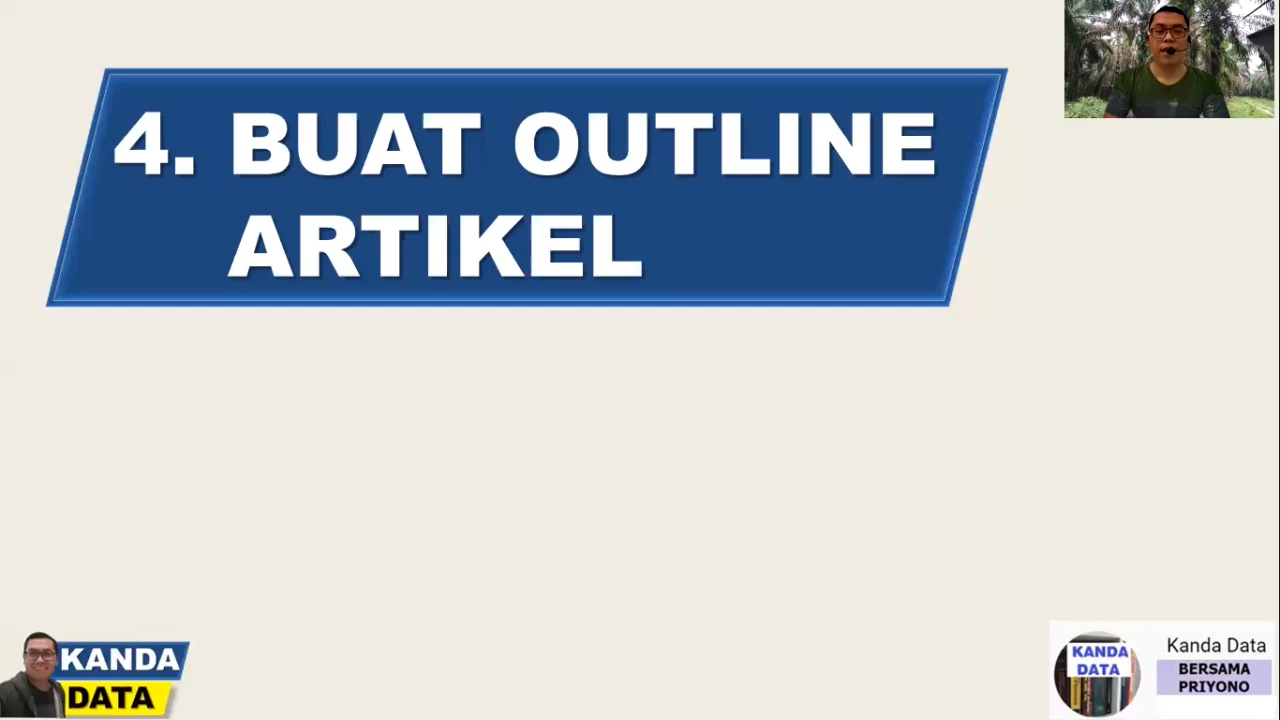 4. BUAT OUTLINE
ARTIKEL
KANDA
DATA
KANDA
DATA
Kanda Data
BERSAMA
PRIYONO